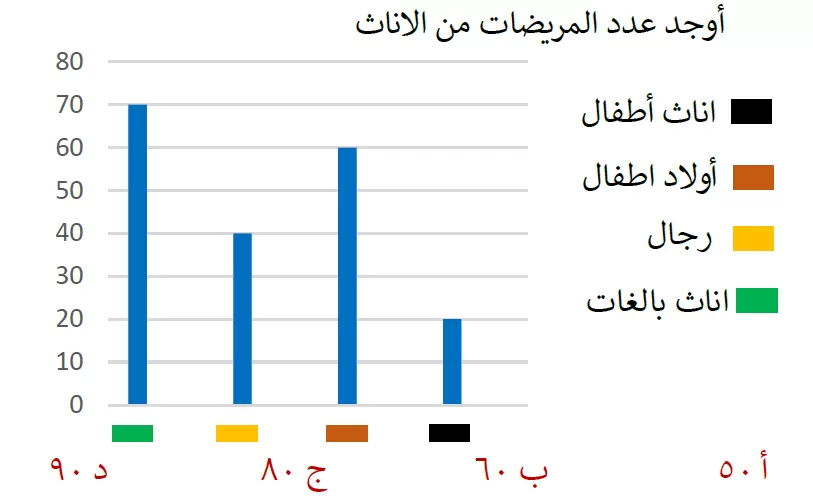 أوجد عدد المريضات من الاناث
80
70
60
50
40
30
20
10
0
اناث أطفال
أولاد اطفال
رجال
اناث بالغات
أ ٥٠ ب ٦٠ ج ٨٠ د ٩٠